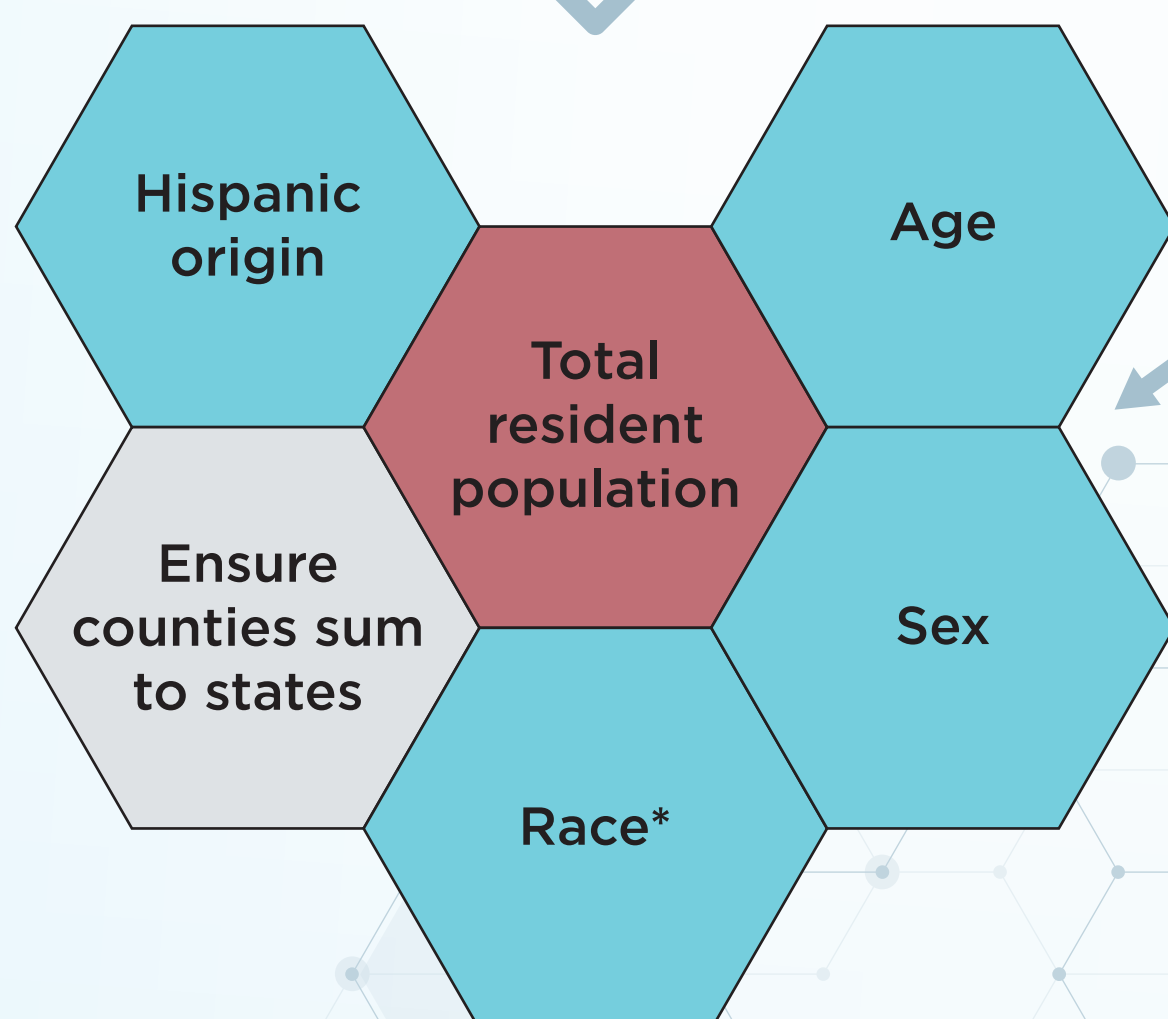 Hispanic
origin
Age
Total
resident
population
Ensure
counties sum
to states
Sex
Race*